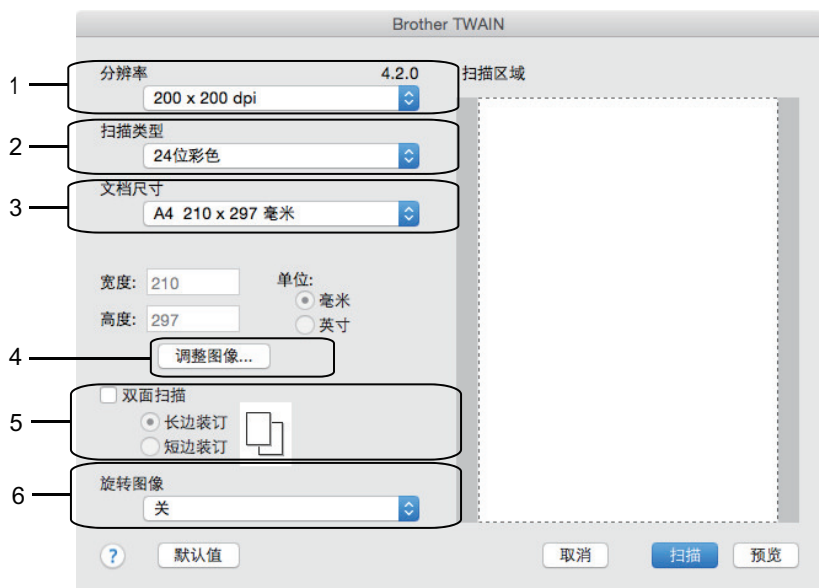 Brother TWAIN
1
分辨率 4.2.0
200 x 200 dpi
2
扫描类型
24位彩色
3
文档尺寸
A4 210 x 297 毫米
宽度: 210
高度: 297
单位:
毫米
英寸
4
调整图像...
5
双面扫描
长边装订
短边装订
6
旋转图像
关
? 默认值
扫描区域
取消 扫描 预览